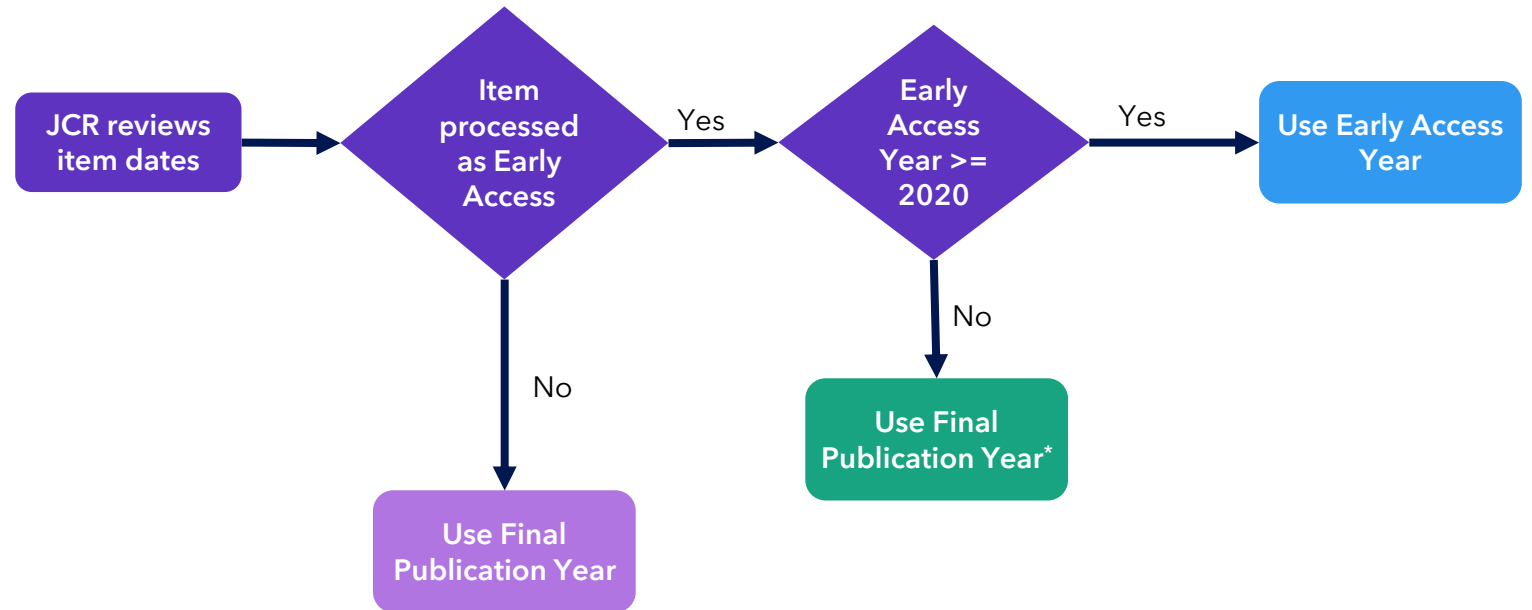 JCR reviews
item dates
Item
processed
as Early
Access
Yes
Early
Access
Year >=
2020
Yes
Use Early Access
Year
No
Use Final
Publication Year*
No
Use Final
Publication Year